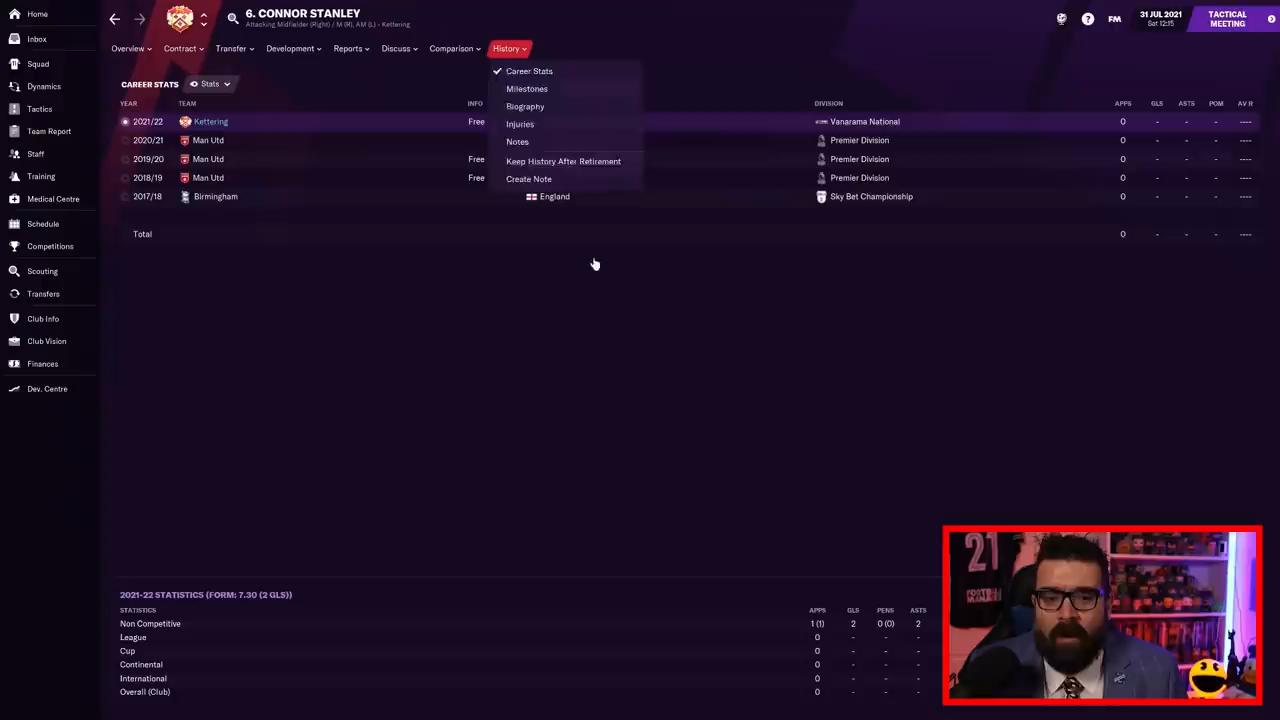 Home
Inbox
Squad
Dynamics
Tactics
Team Report
Staff
Training
Medical Centre
Schedule
Competitions
Scouting
Transfers
Club Info
Club Vision
Finances
Dev. Centre
6. CONNOR STANLEY
Attacking Midfielder (Right) / M (R), AM (L) - Kettering
FM
31 JUL 2021
Sat 12:15
TACTICAL MEETING
Overview Contract Transfer Development Reports Discuss Comparison History
Career Stats
Milestones
Biography
Injuries
Notes
Keep History After Retirement
Create Note
CAREER STATS Stats
YEAR TEAM INFO DIVISION APPS GLS ASTS POM AV R
2021/22 Kettering Free Vanarama National 0 - - - ----
2020/21 Man Utd Premier Division 0 - - - ----
2019/20 Man Utd Free Premier Division 0 - - - ----
2018/19 Man Utd Free Premier Division 0 - - - ----
2017/18 Birmingham England Sky Bet Championship 0 - - - ----
Total 0 - - - ----
2021-22 STATISTICS (FORM: 7.30 (2 GLS))
STATISTICS APPS GLS PENS ASTS
Non Competitive 1 (1) 2 0 (0) 2
League 0 - - -
Cup 0 - - -
Continental 0 - - -
International 0 - - -
Overall (Club) 0 - - -
21